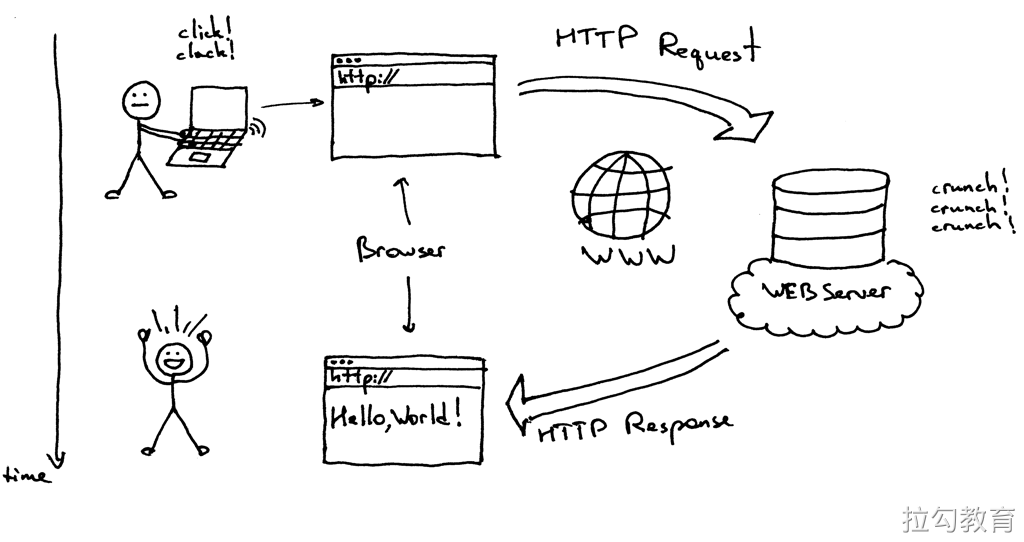 click!
clack!
HTTP Request
http://
crunch!
crunch!
crunch!
Browser
WWW
WEB Server
http://
Hello, World!
HTTP Response
time
拉勾教育